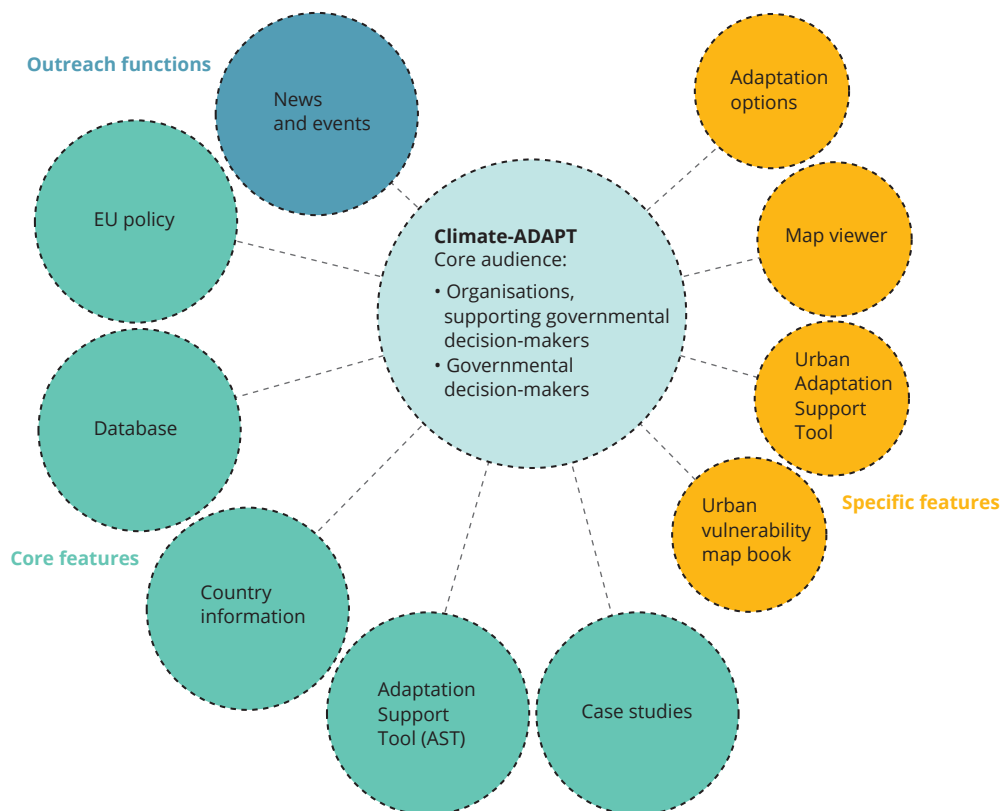 Outreach functions
News
and events
EU policy
Database
Core features
Country
information
Adaptation
Support
Tool (AST)
Case studies
Climate-ADAPT
Core audience:
• Organisations,
supporting governmental
decision-makers
• Governmental
decision-makers
Adaptation
options
Map viewer
Urban
Adaptation
Support
Tool
Specific features
Urban
vulnerability
map book